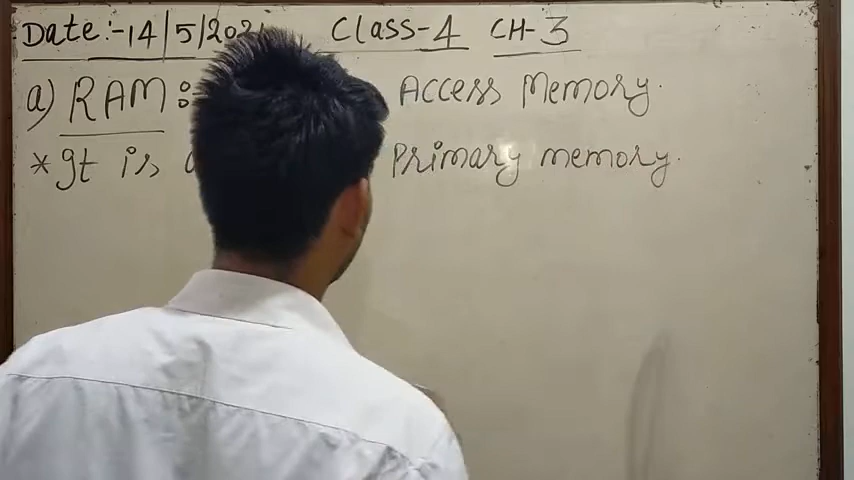 Date:-14/5/202 Class-4 CH-3
a) RAM: Access Memory.
*It is Primary memory.